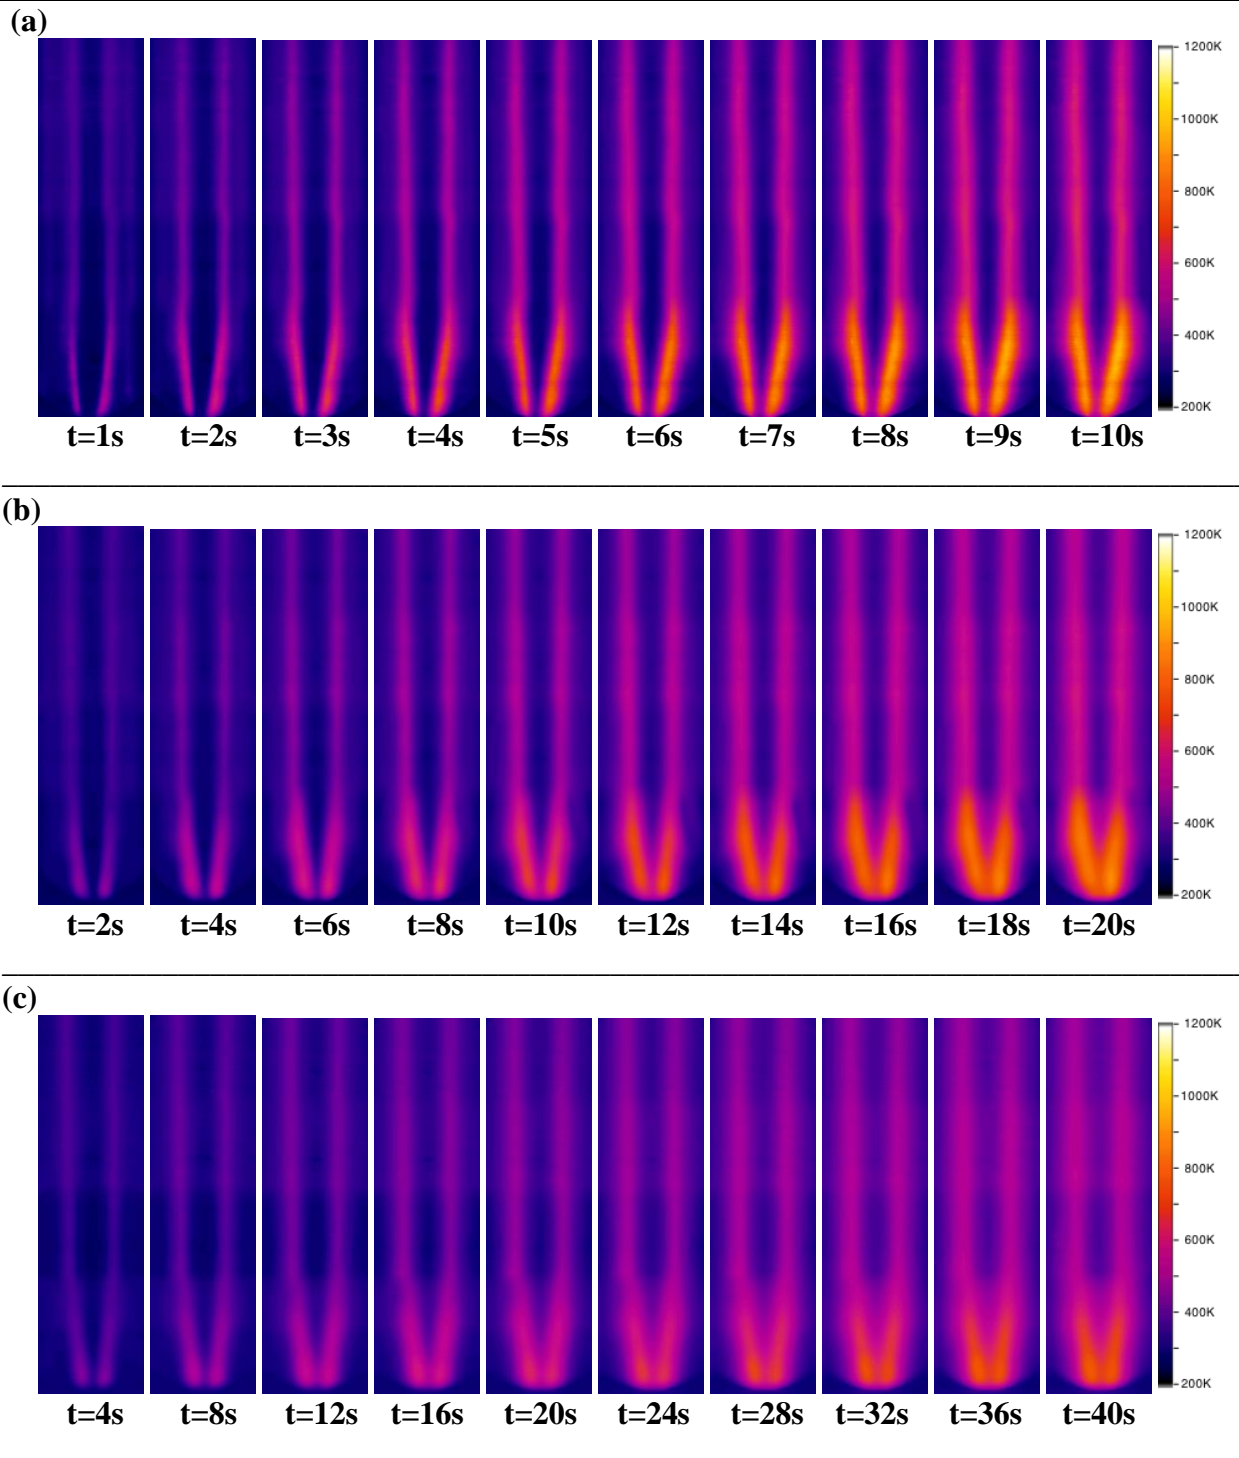 (a)
1200K
1000K
800K
600K
400K
200K
t=1s t=2s t=3s t=4s t=5s t=6s t=7s t=8s t=9s t=10s
(b)
1200K
1000K
800K
600K
400K
200K
t=2s t=4s t=6s t=8s t=10s t=12s t=14s t=16s t=18s t=20s
(c)
1200K
1000K
800K
600K
400K
200K
t=4s t=8s t=12s t=16s t=20s t=24s t=28s t=32s t=36s t=40s